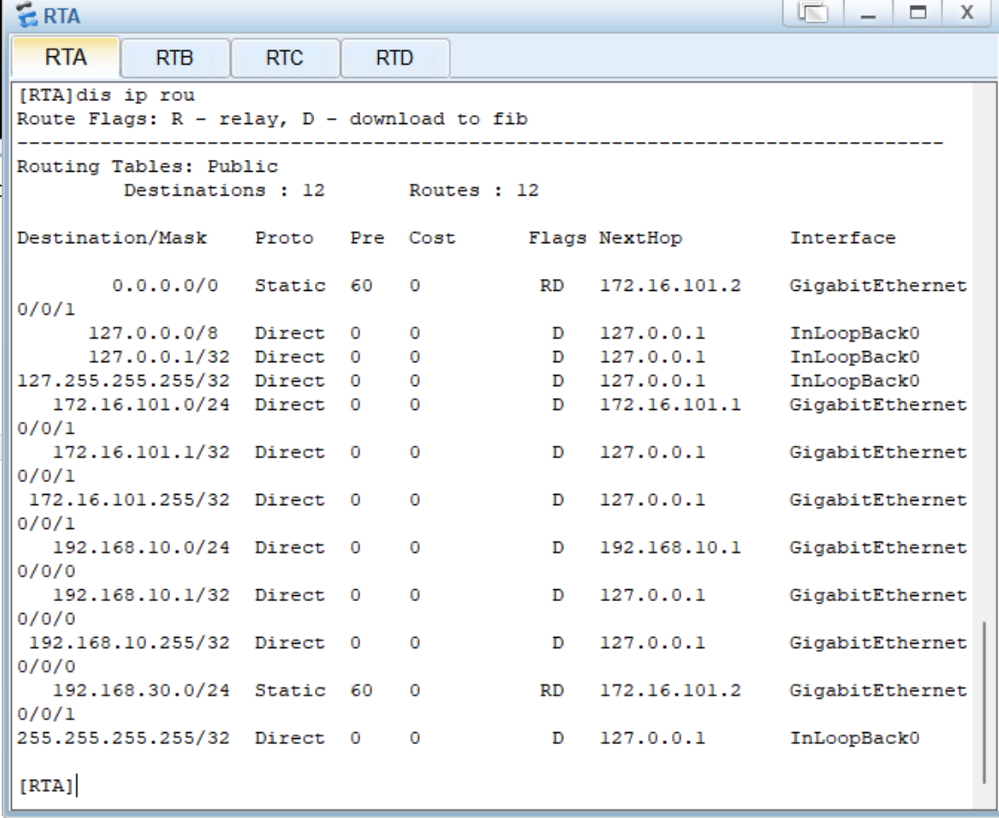 RTA
RTA RTB RTC RTD
[RTA]dis ip rou
Route Flags: R - relay, D - download to fib
------------------------------------------------------------------------------
Routing Tables: Public
         Destinations : 12       Routes : 12
Destination/Mask    Proto   Pre  Cost      Flags NextHop         Interface
        0.0.0.0/0   Static  60   0          RD   172.16.101.2    GigabitEthernet
0/0/1
      127.0.0.0/8   Direct  0    0           D   127.0.0.1       InLoopBack0
      127.0.0.1/32  Direct  0    0           D   127.0.0.1       InLoopBack0
127.255.255.255/32  Direct  0    0           D   127.0.0.1       InLoopBack0
   172.16.101.0/24  Direct  0    0           D   172.16.101.1    GigabitEthernet
0/0/1
   172.16.101.1/32  Direct  0    0           D   127.0.0.1       GigabitEthernet
0/0/1
 172.16.101.255/32  Direct  0    0           D   127.0.0.1       GigabitEthernet
0/0/1
   192.168.10.0/24  Direct  0    0           D   192.168.10.1    GigabitEthernet
0/0/0
   192.168.10.1/32  Direct  0    0           D   127.0.0.1       GigabitEthernet
0/0/0
 192.168.10.255/32  Direct  0    0           D   127.0.0.1       GigabitEthernet
0/0/0
   192.168.30.0/24  Static  60   0          RD   172.16.101.2    GigabitEthernet
0/0/1
255.255.255.255/32  Direct  0    0           D   127.0.0.1       InLoopBack0
[RTA]